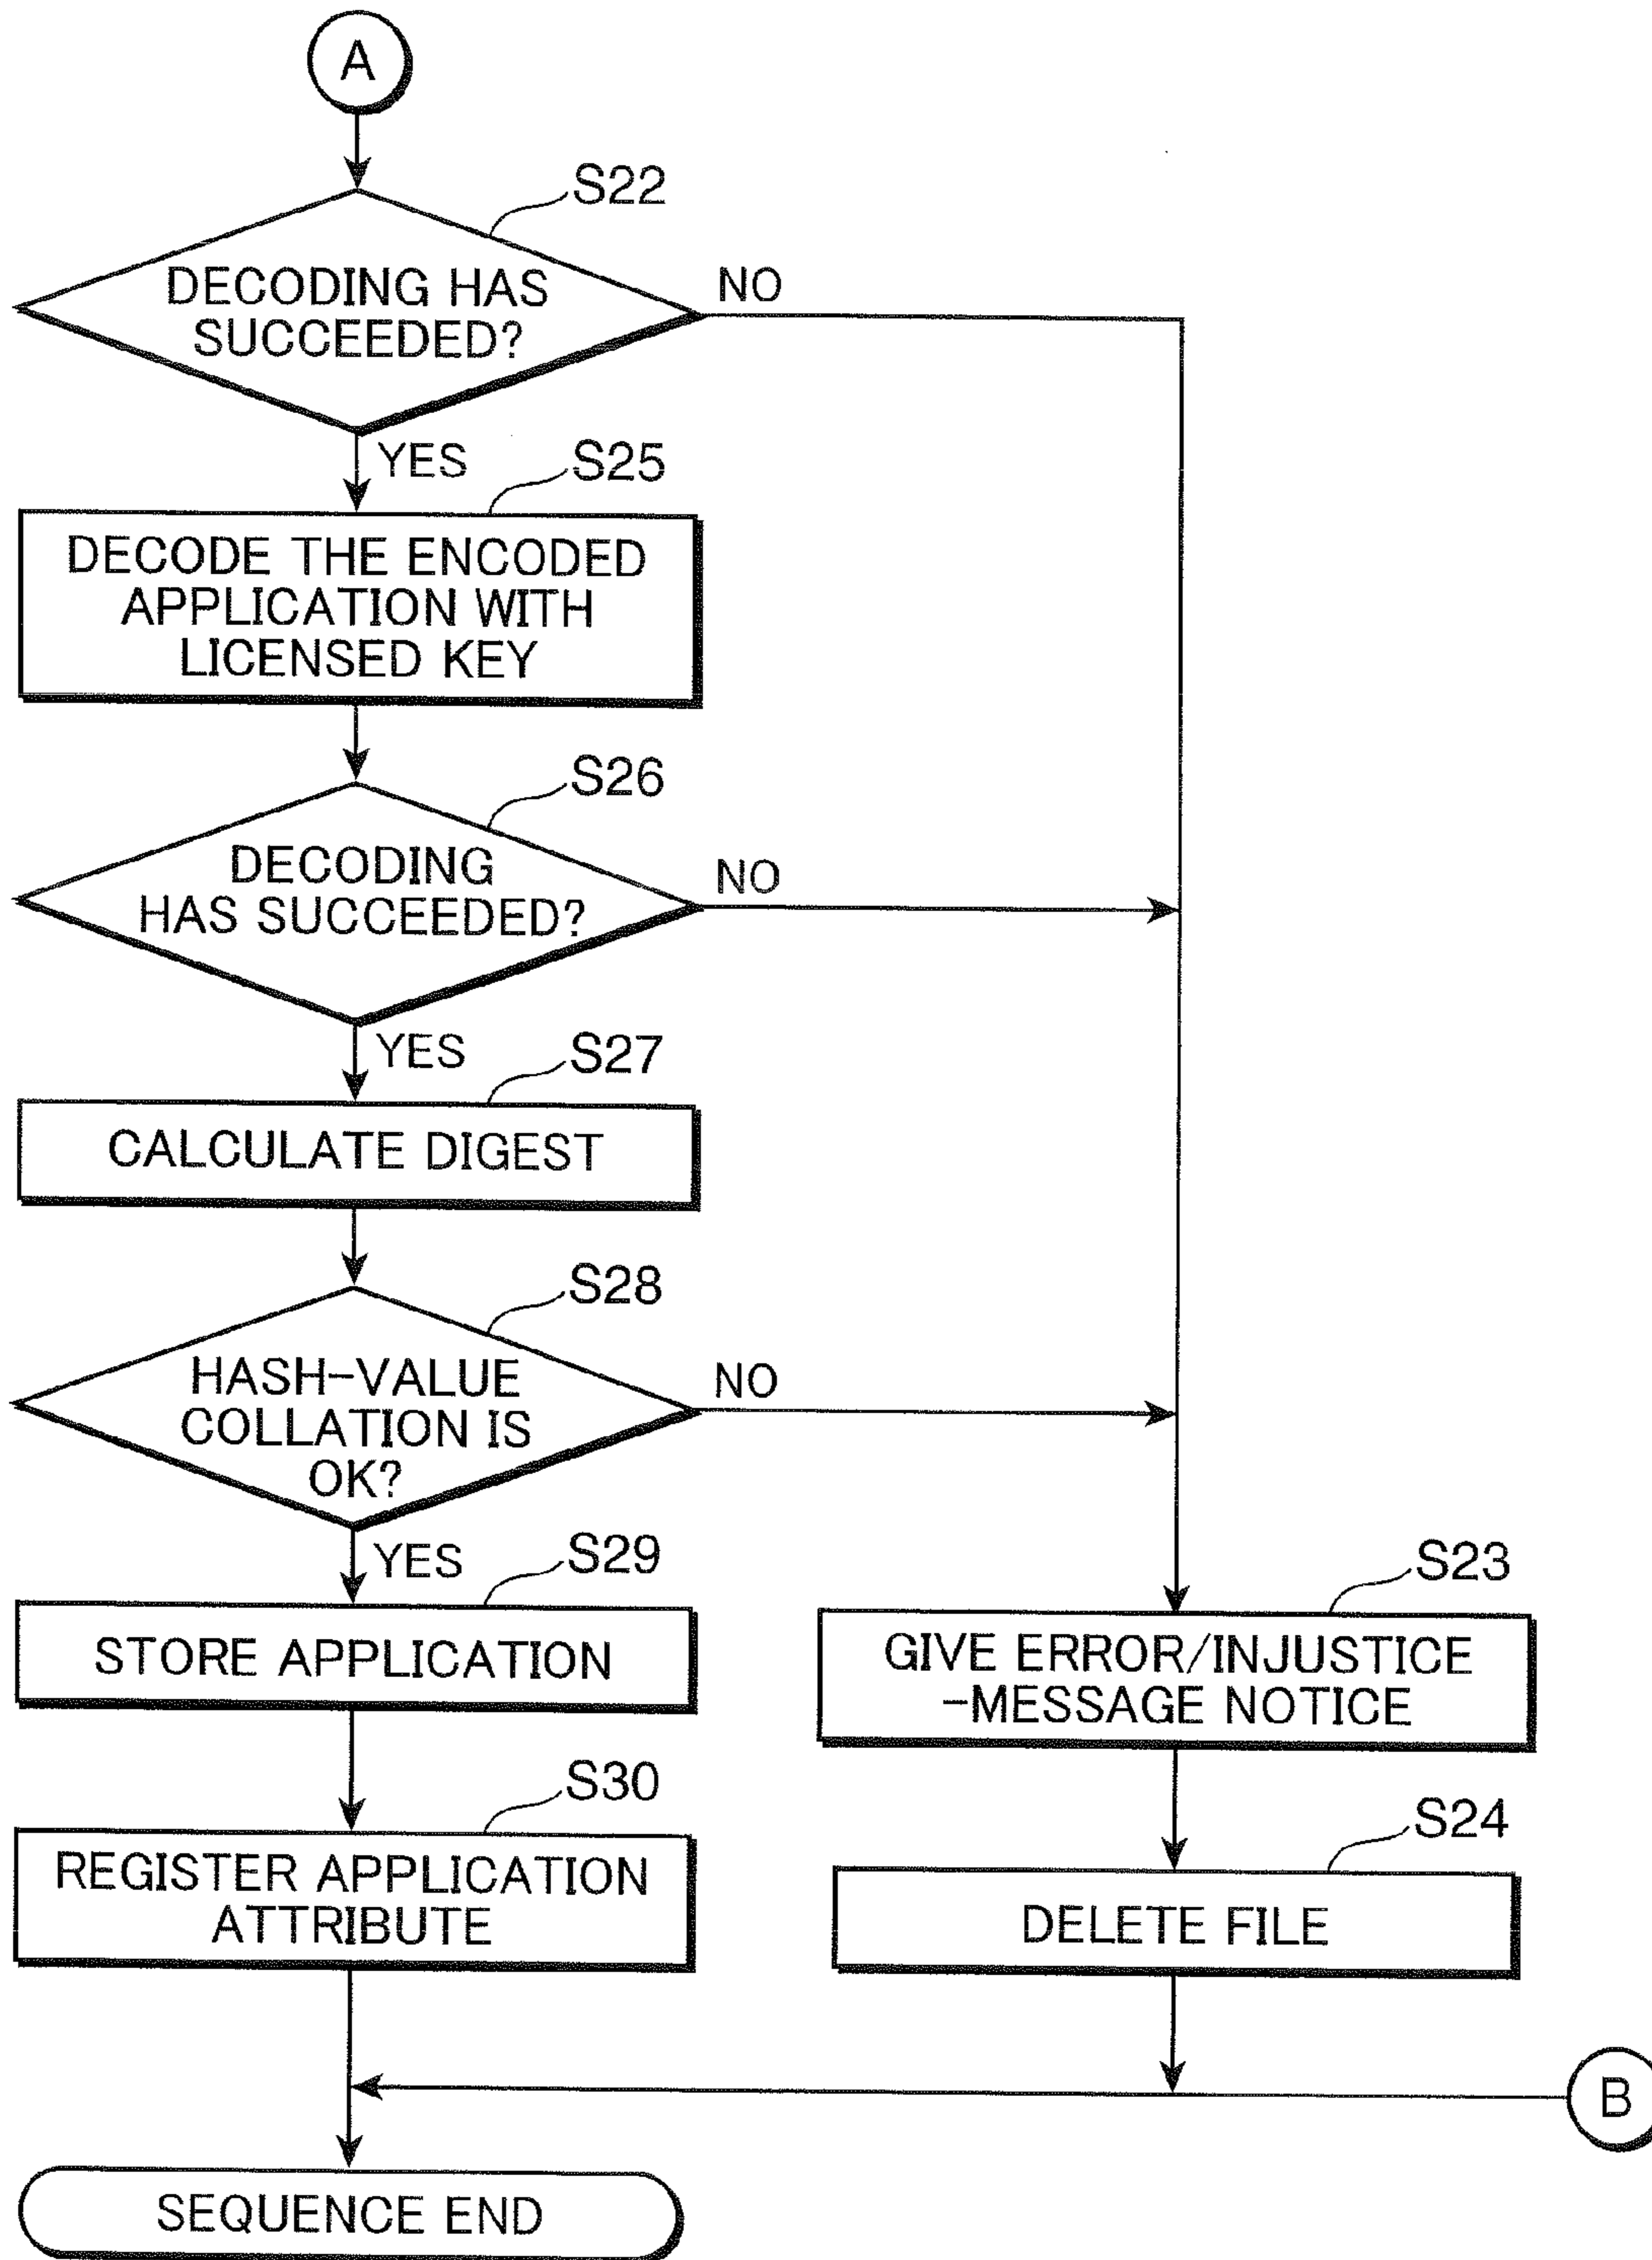 A
S22
DECODING HAS
SUCCEEDED?
NO
YES
S25
DECODE THE ENCODED
APPLICATION WITH
LICENSED KEY
S26
DECODING
HAS SUCCEEDED?
NO
YES
S27
CALCULATE DIGEST
S28
HASH-VALUE
COLLATION IS
OK?
NO
YES
S29
STORE APPLICATION
S23
GIVE ERROR/INJUSTICE
-MESSAGE NOTICE
S30
REGISTER APPLICATION
ATTRIBUTE
S24
DELETE FILE
B
SEQUENCE END